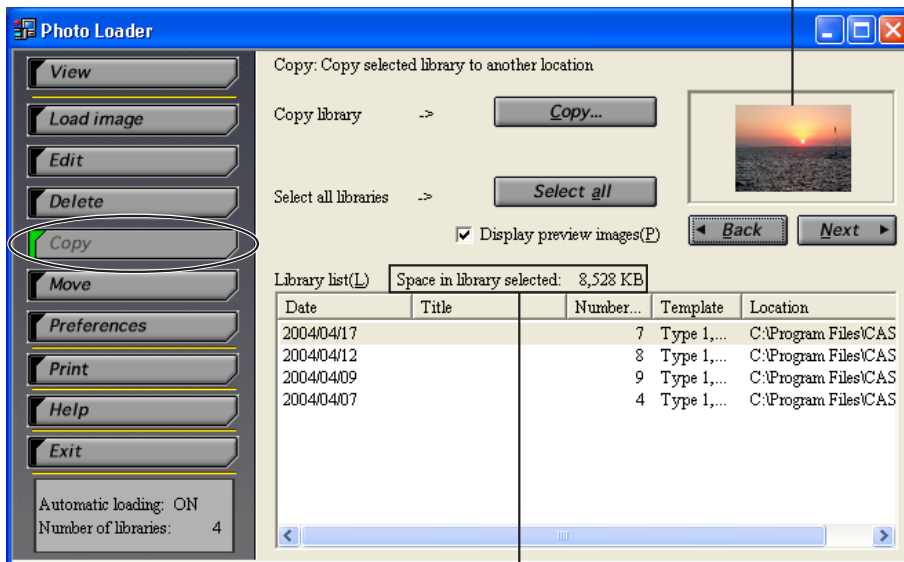 Photo Loader
View
Load image
Edit
Delete
Copy
Move
Preferences
Print
Help
Exit
Automatic loading: ON
Number of libraries: 4
Copy: Copy selected library to another location
Copy library -> Copy...
Select all libraries -> Select all
Display preview images(P)
Back Next
Library list(L) Space in library selected: 8,528 KB
Date Title Number... Template Location
2004/04/17 7 Type 1,... C:\Program Files\CAS
2004/04/12 8 Type 1,... C:\Program Files\CAS
2004/04/09 9 Type 1,... C:\Program Files\CAS
2004/04/07 4 Type 1,... C:\Program Files\CAS